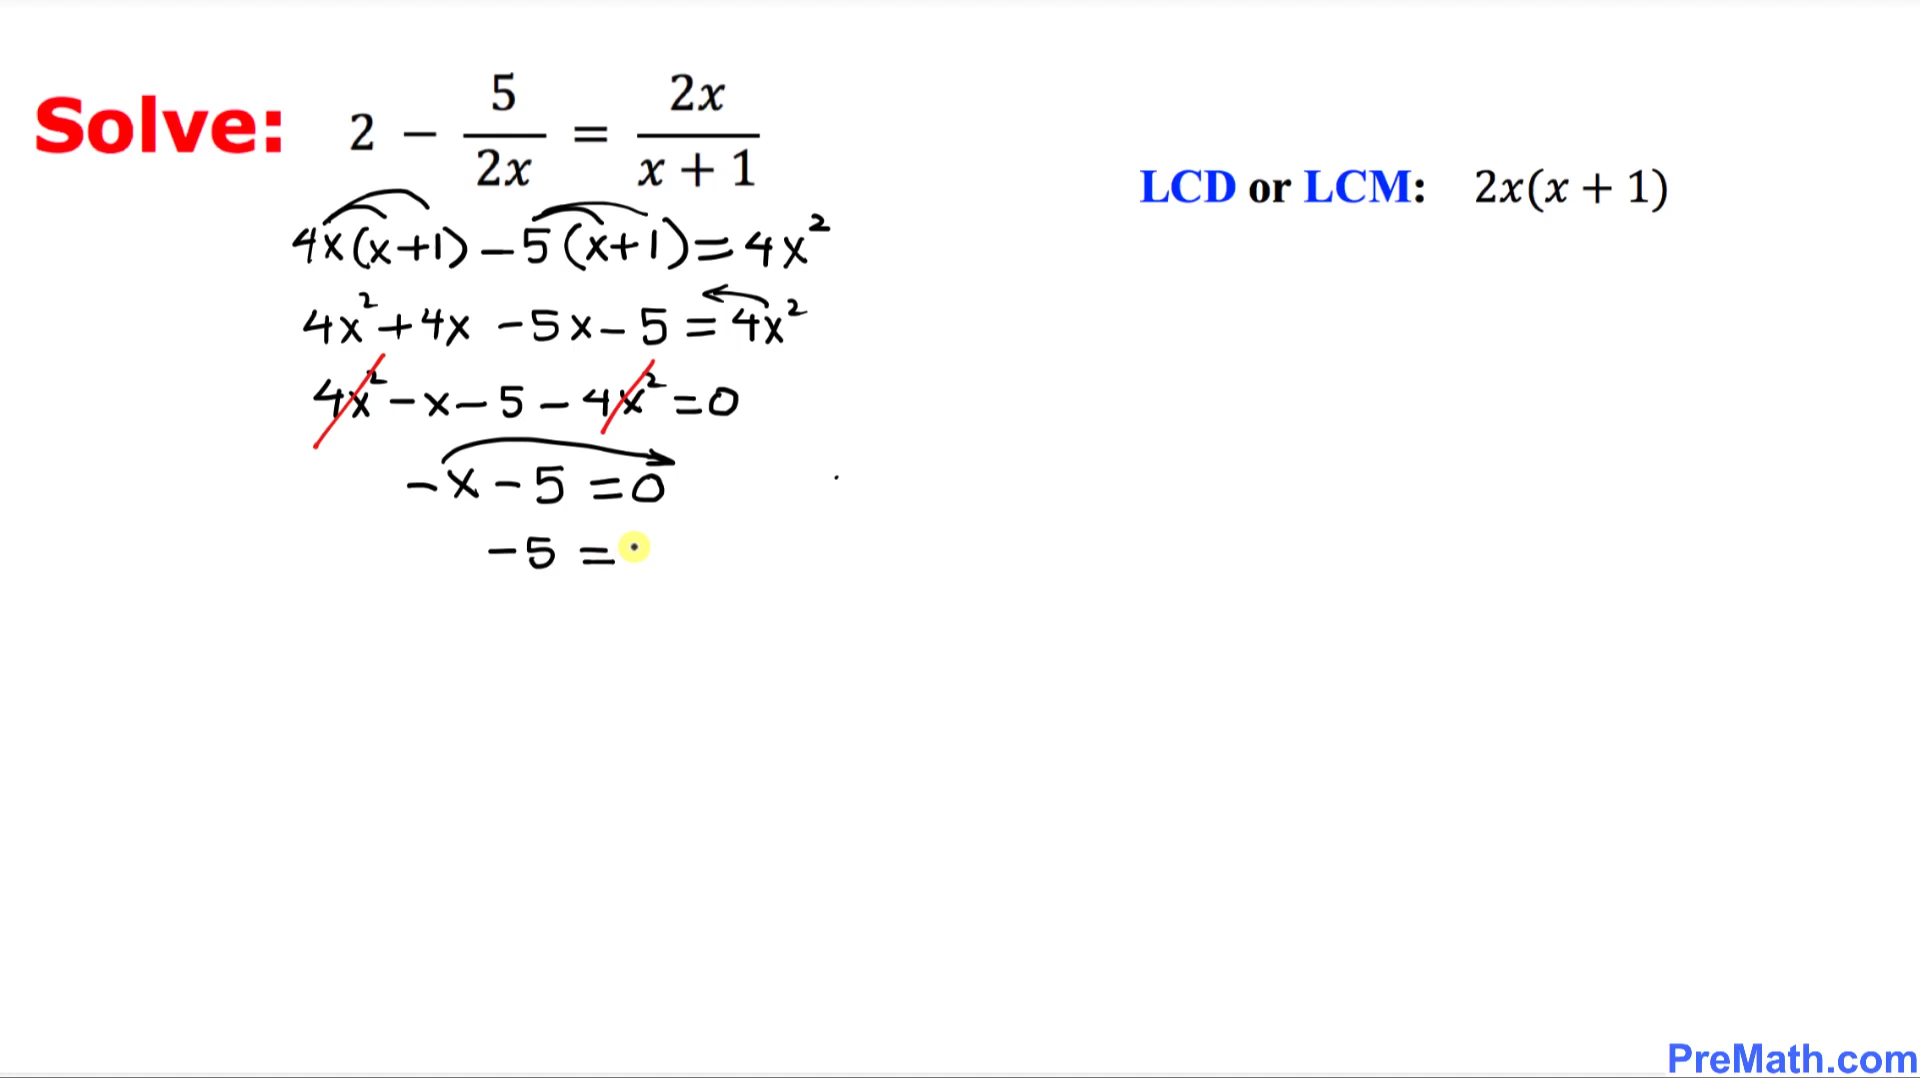 Solve: 2 − 5/2x = 2x/x + 1
LCD or LCM: 2x(x + 1)
4x(x+1) − 5(x+1) = 4x²
4x² + 4x − 5x − 5 = 4x²
4x² − x − 5 − 4x² = 0
−x − 5 = 0
−5 =
PreMath.com